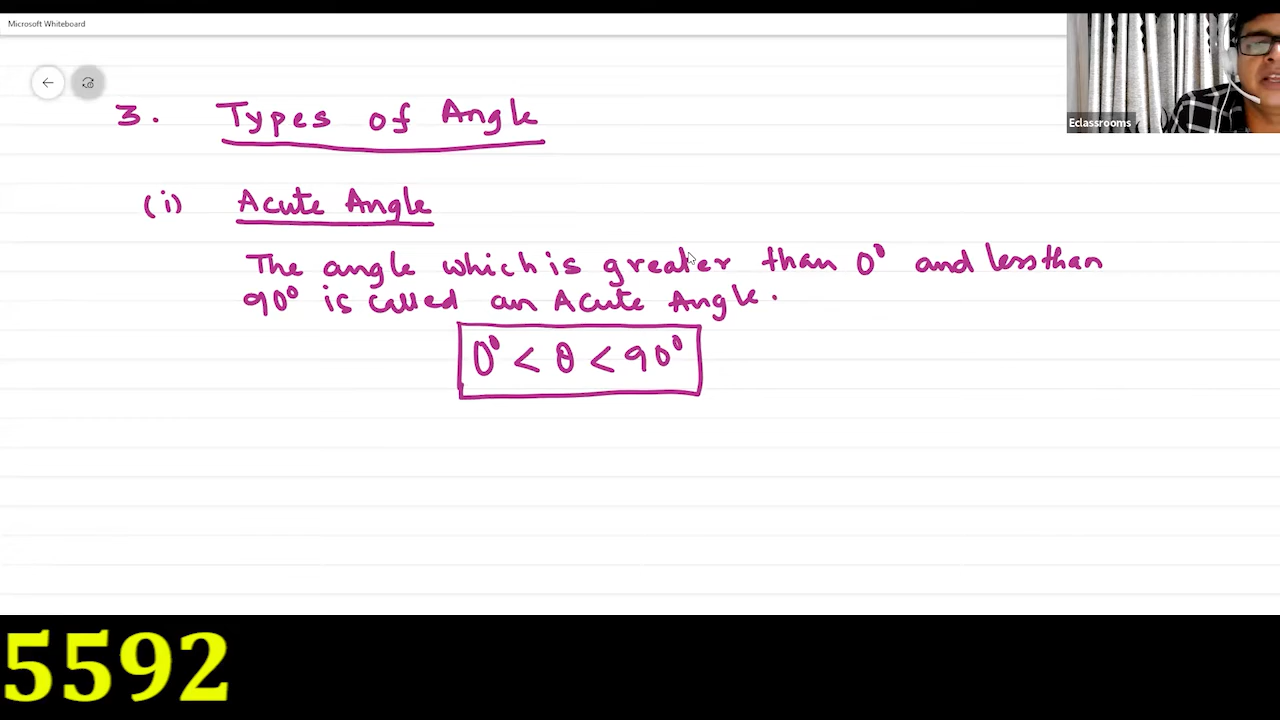 Microsoft Whiteboard
Eclassrooms
3. Types of Angle
(i) Acute Angle
The angle which is greater than 0° and less than
90° is called an Acute Angle.
0° < θ < 90°
5592